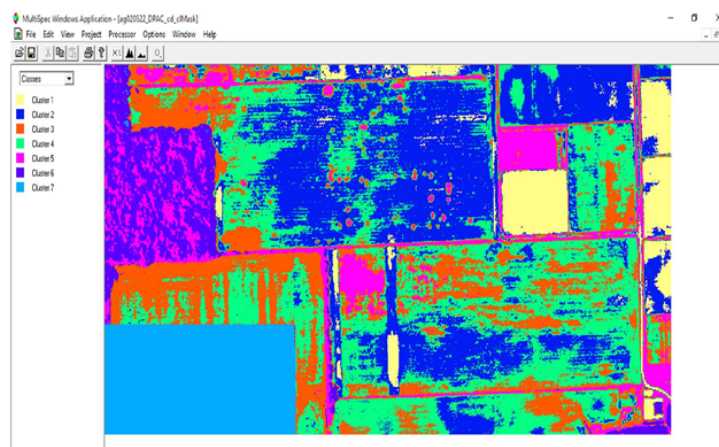 MultiSpec Windows Application - [ag020522_DPAC_cd_clMask]
File Edit View Project Processor Options Window Help
Classes
Cluster 1
Cluster 2
Cluster 3
Cluster 4
Cluster 5
Cluster 6
Cluster 7